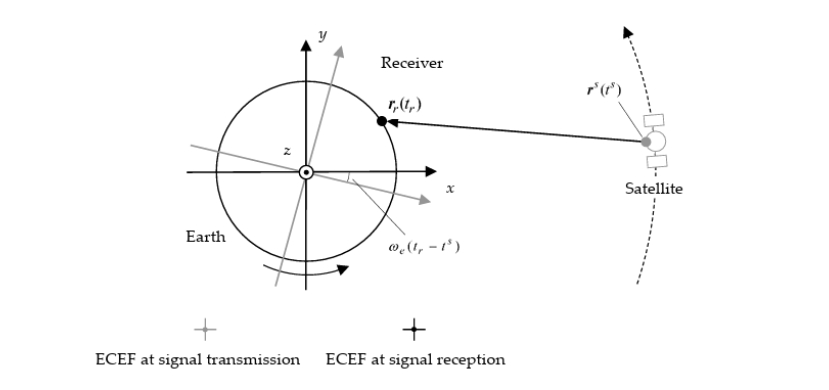 y
Receiver
r_r(t_r)
r^s(t^s)
z
x
Satellite
Earth
ω_e(t_r − t^s)
ECEF at signal transmission ECEF at signal reception